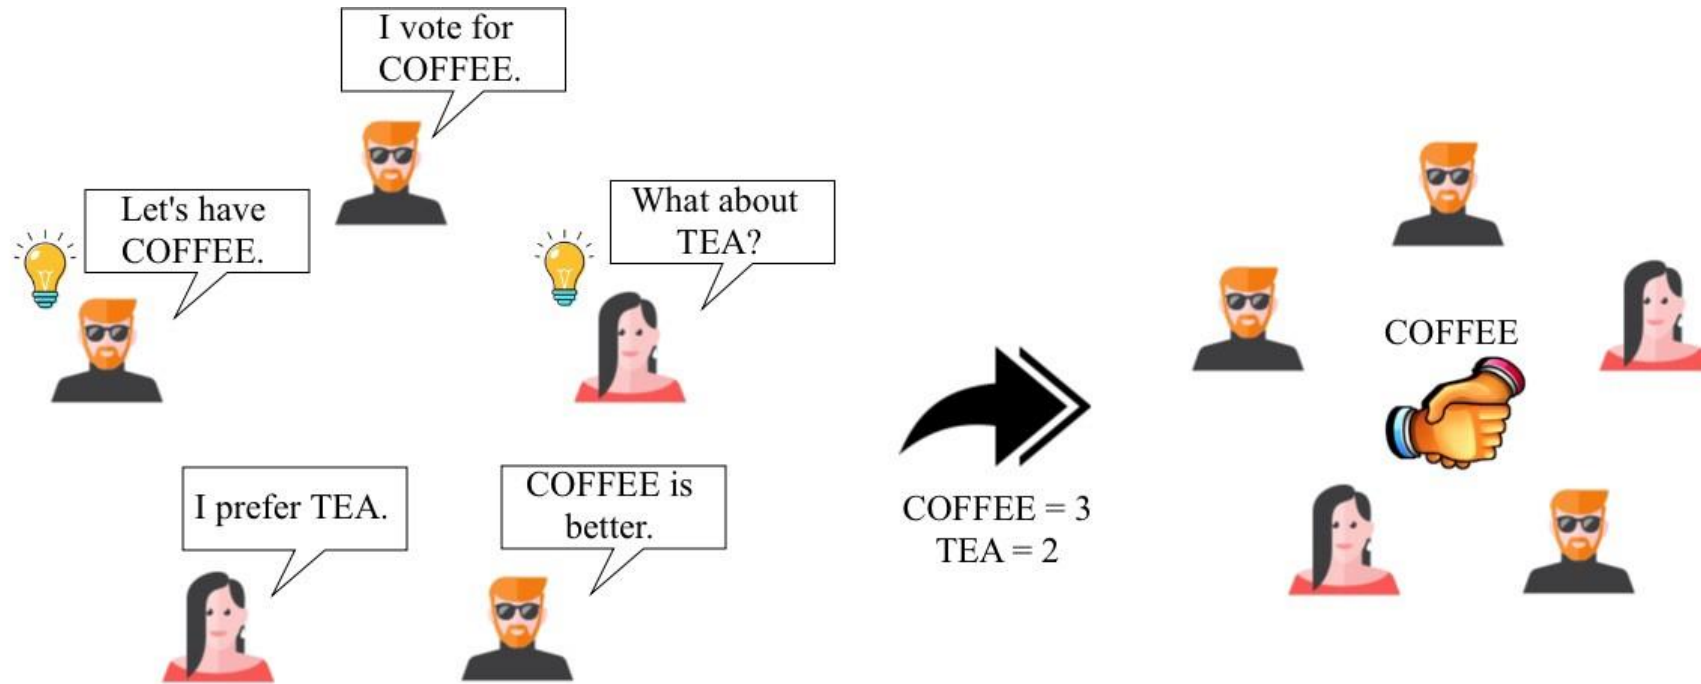 I vote for
COFFEE.
Let's have
COFFEE.
What about
TEA?
I prefer TEA.
COFFEE is
better.
COFFEE = 3
TEA = 2
COFFEE